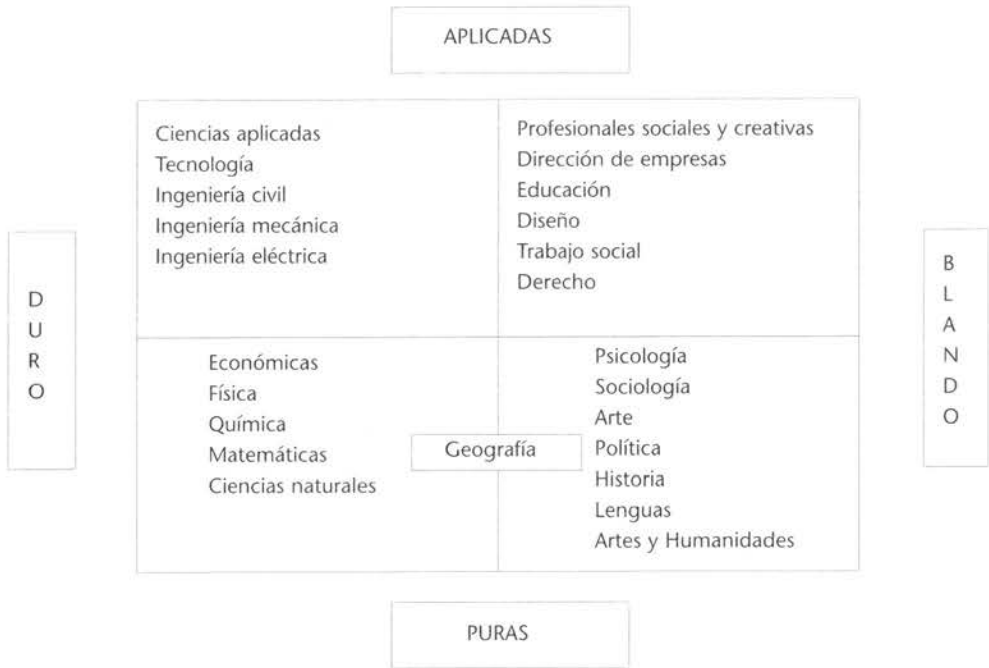 APLICADAS
Ciencias aplicadas
Tecnología
Ingeniería civil
Ingeniería mecánica
Ingeniería eléctrica
Profesionales sociales y creativas
Dirección de empresas
Educación
Diseño
Trabajo social
Derecho
D
U
R
O
B
L
A
N
D
O
Económicas
Física
Química
Matemáticas
Ciencias naturales
Geografía
Psicología
Sociología
Arte
Política
Historia
Lenguas
Artes y Humanidades
PURAS